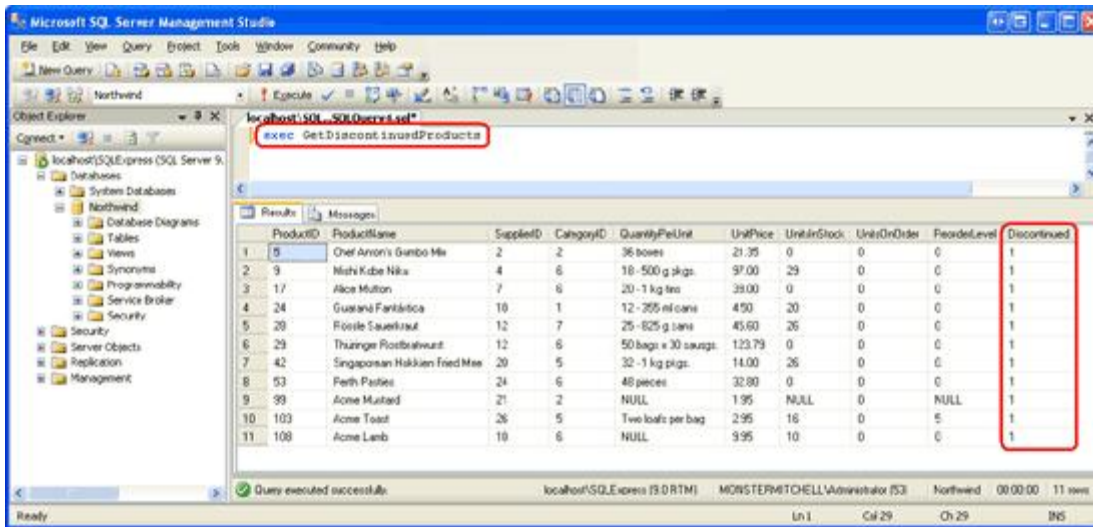 Microsoft SQL Server Management Studio
File Edit View Query Project Tools Window Community Help
New Query
Northwind Execute
Object Explorer
localhost\SQL...SQLQuery4.sql*
Connect
exec GetDiscontinuedProducts
localhost\SQLExpress (SQL Server 9.
Databases
System Databases
Northwind
Database Diagrams
Tables
Views
Synonyms
Programmability
Service Broker
Security
Security
Server Objects
Replication
Management
Results Messages
ProductID ProductName SupplierID CategoryID QuantityPerUnit UnitPrice UnitsInStock UnitsOnOrder ReorderLevel Discontinued
1 5 Chef Anton's Gumbo Mix 2 2 36 boxes 21.35 0 0 0 1
2 9 Mishi Kobe Niku 4 6 18 - 500 g pkgs. 97.00 29 0 0 1
3 17 Alice Mutton 7 6 20 - 1 kg tins 39.00 0 0 0 1
4 24 Guaraná Fantástica 10 1 12 - 355 ml cans 4.50 20 0 0 1
5 28 Rössle Sauerkraut 12 7 25 - 825 g cans 45.60 26 0 0 1
6 29 Thüringer Rostbratwurst 12 6 50 bags x 30 sausgs. 123.79 0 0 0 1
7 42 Singaporean Hokkien Fried Mee 20 5 32 - 1 kg pkgs. 14.00 26 0 0 1
8 53 Perth Pasties 24 6 48 pieces 32.80 0 0 0 1
9 99 Acme Mustard 21 2 NULL 1.95 NULL 0 NULL 1
10 103 Acme Toast 26 5 Two loafs per bag 2.95 16 0 5 1
11 108 Acme Lamb 18 6 NULL 9.95 10 0 0 1
Query executed successfully. localhost\SQLExpress (9.0 RTM) MONSTERMITCHELL\Administrator (53) Northwind 00:00:00 11 rows
Ready Ln 1 Col 29 Ch 29 INS